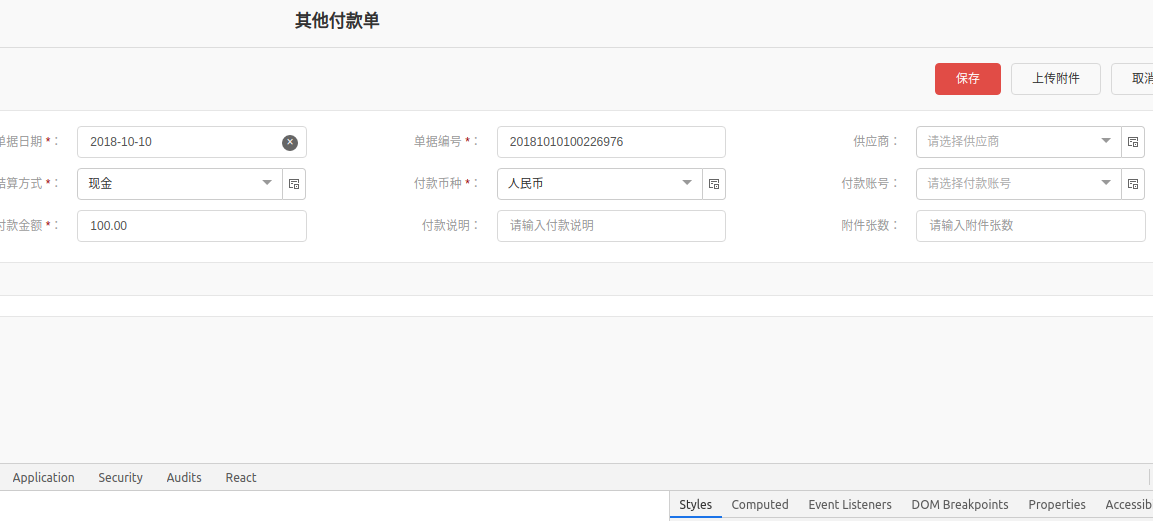 其他付款单
保存 上传附件 取消
单据日期 *： 2018-10-10 单据编号 *： 20181010100226976 供应商： 请选择供应商
结算方式 *： 现金 付款币种 *： 人民币 付款账号： 请选择付款账号
付款金额 *： 100.00 付款说明： 请输入付款说明 附件张数： 请输入附件张数
Application Security Audits React
Styles Computed Event Listeners DOM Breakpoints Properties Accessib